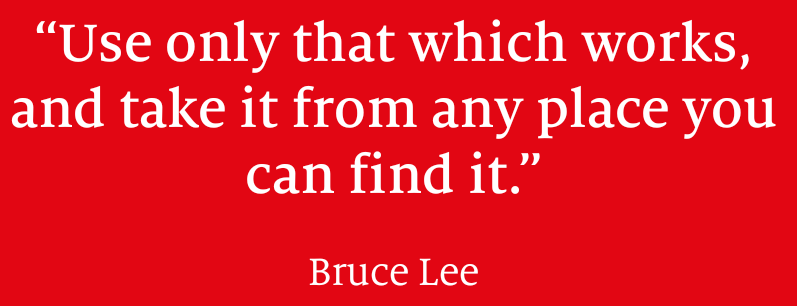 “Use only that which works,
and take it from any place you
can find it.”
Bruce Lee